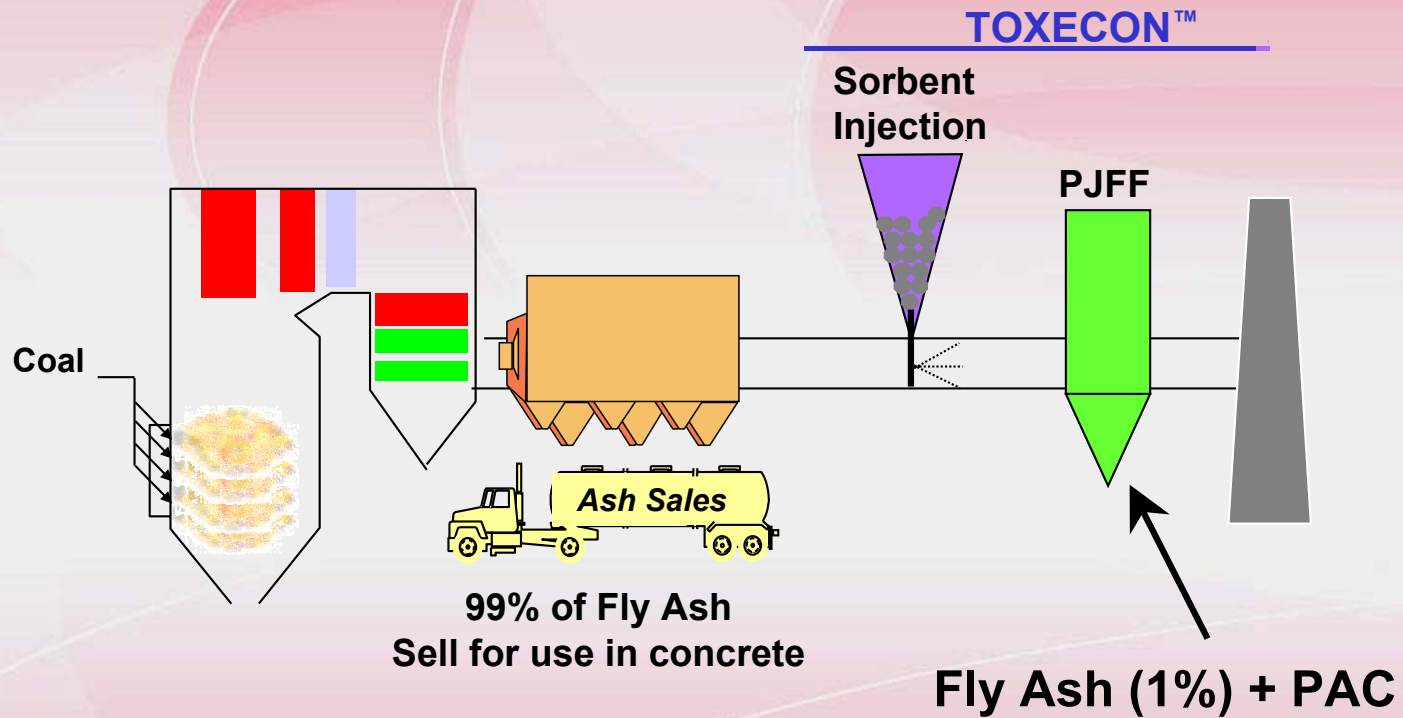 TOXECON™
Sorbent
Injection
PJFF
Coal
Ash Sales
99% of Fly Ash
Sell for use in concrete
Fly Ash (1%) + PAC